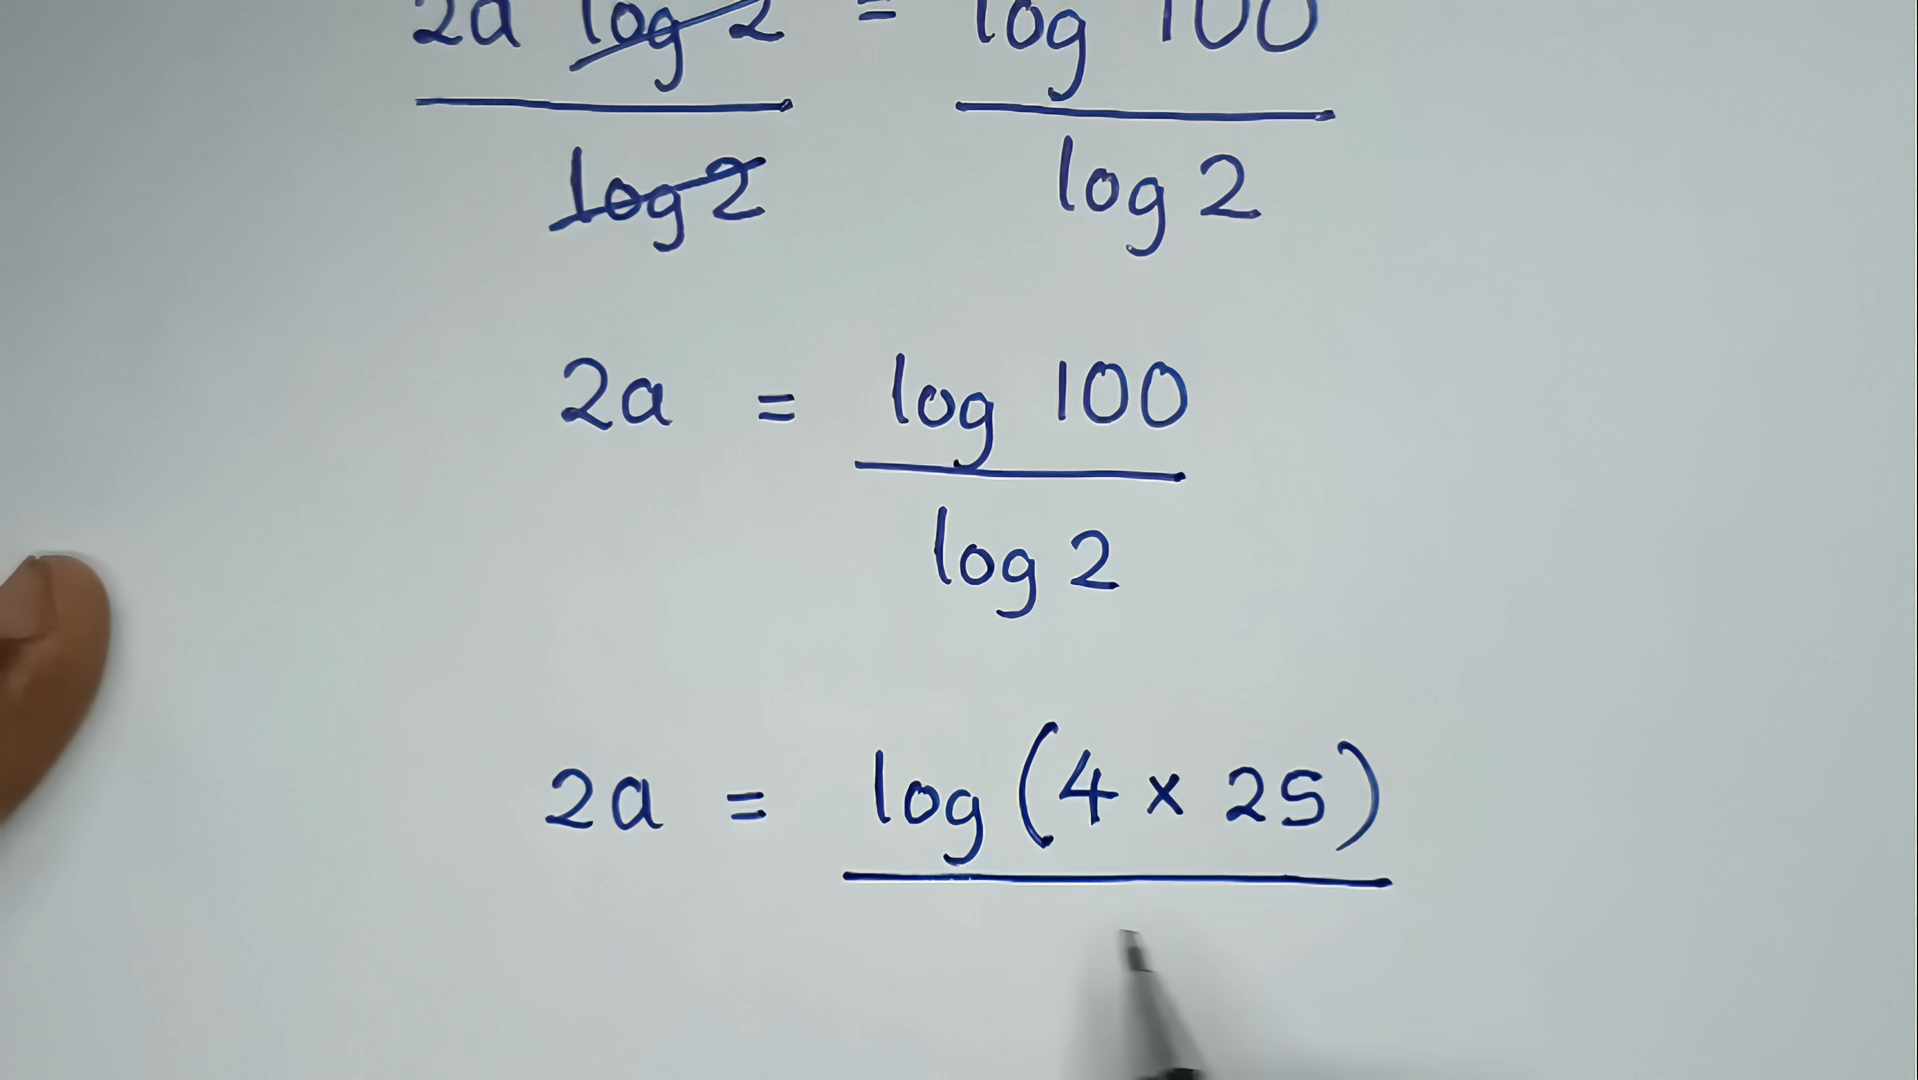 2a log 2 = log 100
log 2 log 2
2a = log 100
log 2
2a = log (4 × 25)